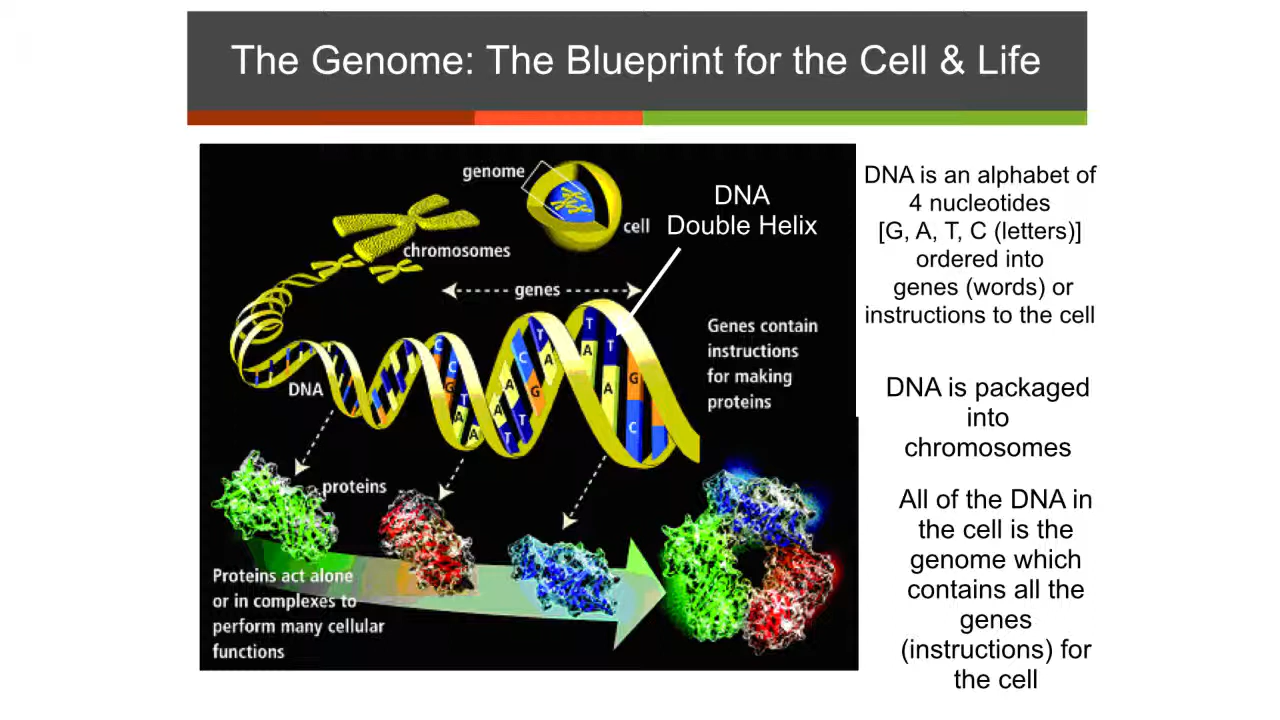 The Genome: The Blueprint for the Cell & Life
genome
cell
chromosomes
DNA
Double Helix
genes
DNA
Genes contain
instructions
for making
proteins
C
C
G
T
A
A
A
A
T
T
C
G
T
A
T
A
T
A
G
C
proteins
Proteins act alone
or in complexes to
perform many cellular
functions
DNA is an alphabet of
4 nucleotides
[G, A, T, C (letters)]
ordered into
genes (words) or
instructions to the cell
DNA is packaged
into
chromosomes
All of the DNA in
the cell is the
genome which
contains all the
genes
(instructions) for
the cell